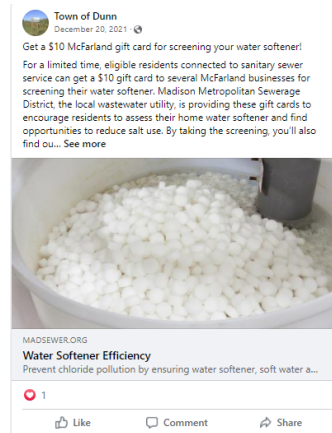 Town of Dunn
December 20, 2021 ·
Get a $10 McFarland gift card for screening your water softener!
For a limited time, eligible residents connected to sanitary sewer
service can get a $10 gift card to several McFarland businesses for
screening their water softener. Madison Metropolitan Sewerage
District, the local wastewater utility, is providing these gift cards to
encourage residents to assess their home water softener and find
opportunities to reduce salt use. By taking the screening, you'll also
find ou... See more
MADSEWER.ORG
Water Softener Efficiency
Prevent chloride pollution by ensuring water softener, soft water a...
1
Like Comment Share